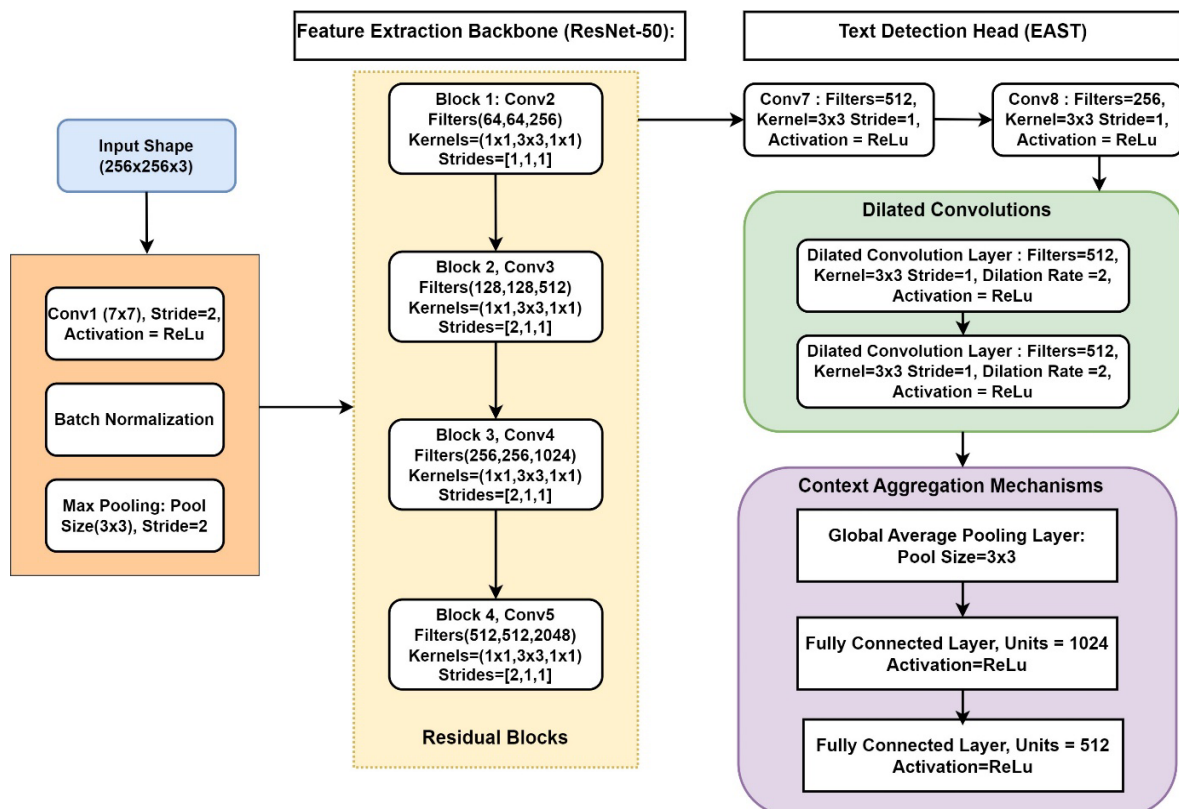 Feature Extraction Backbone (ResNet-50):
Text Detection Head (EAST)
Input Shape
(256x256x3)
Conv1 (7x7), Stride=2,
Activation = ReLu
Batch Normalization
Max Pooling: Pool
Size(3x3), Stride=2
Block 1: Conv2
Filters(64,64,256)
Kernels=(1x1,3x3,1x1)
Strides=[1,1,1]
Block 2, Conv3
Filters(128,128,512)
Kernels=(1x1,3x3,1x1)
Strides=[2,1,1]
Block 3, Conv4
Filters(256,256,1024)
Kernels=(1x1,3x3,1x1)
Strides=[2,1,1]
Block 4, Conv5
Filters(512,512,2048)
Kernels=(1x1,3x3,1x1)
Strides=[2,1,1]
Residual Blocks
Conv7 : Filters=512,
Kernel=3x3 Stride=1,
Activation = ReLu
Conv8 : Filters=256,
Kernel=3x3 Stride=1,
Activation = ReLu
Dilated Convolutions
Dilated Convolution Layer : Filters=512,
Kernel=3x3 Stride=1, Dilation Rate =2,
Activation = ReLu
Dilated Convolution Layer : Filters=512,
Kernel=3x3 Stride=1, Dilation Rate =2,
Activation = ReLu
Context Aggregation Mechanisms
Global Average Pooling Layer:
Pool Size=3x3
Fully Connected Layer, Units = 1024
Activation=ReLu
Fully Connected Layer, Units = 512
Activation=ReLu